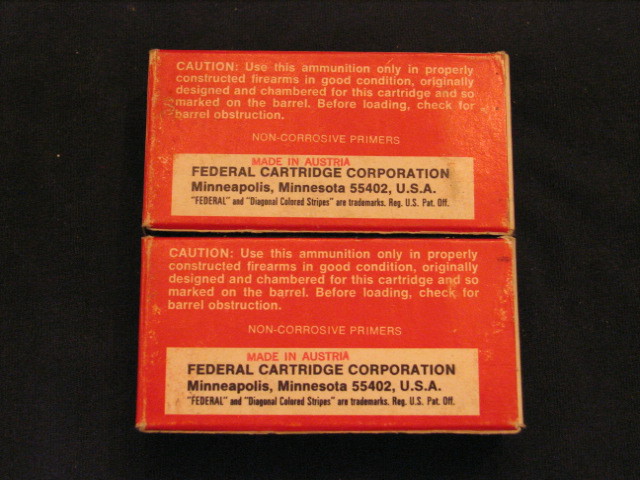 CAUTION: Use this ammunition only in properly
constructed firearms in good condition, originally
designed and chambered for this cartridge and so
marked on the barrel. Before loading, check for
barrel obstruction.
NON-CORROSIVE PRIMERS
MADE IN AUSTRIA
FEDERAL CARTRIDGE CORPORATION
Minneapolis, Minnesota 55402, U.S.A.
"FEDERAL" and "Diagonal Colored Stripes" are trademarks. Reg. U.S. Pat. Off.
CAUTION: Use this ammunition only in properly
constructed firearms in good condition, originally
designed and chambered for this cartridge and so
marked on the barrel. Before loading, check for
barrel obstruction.
NON-CORROSIVE PRIMERS
MADE IN AUSTRIA
FEDERAL CARTRIDGE CORPORATION
Minneapolis, Minnesota 55402, U.S.A.
"FEDERAL" and "Diagonal Colored Stripes" are trademarks. Reg. U.S. Pat. Off.